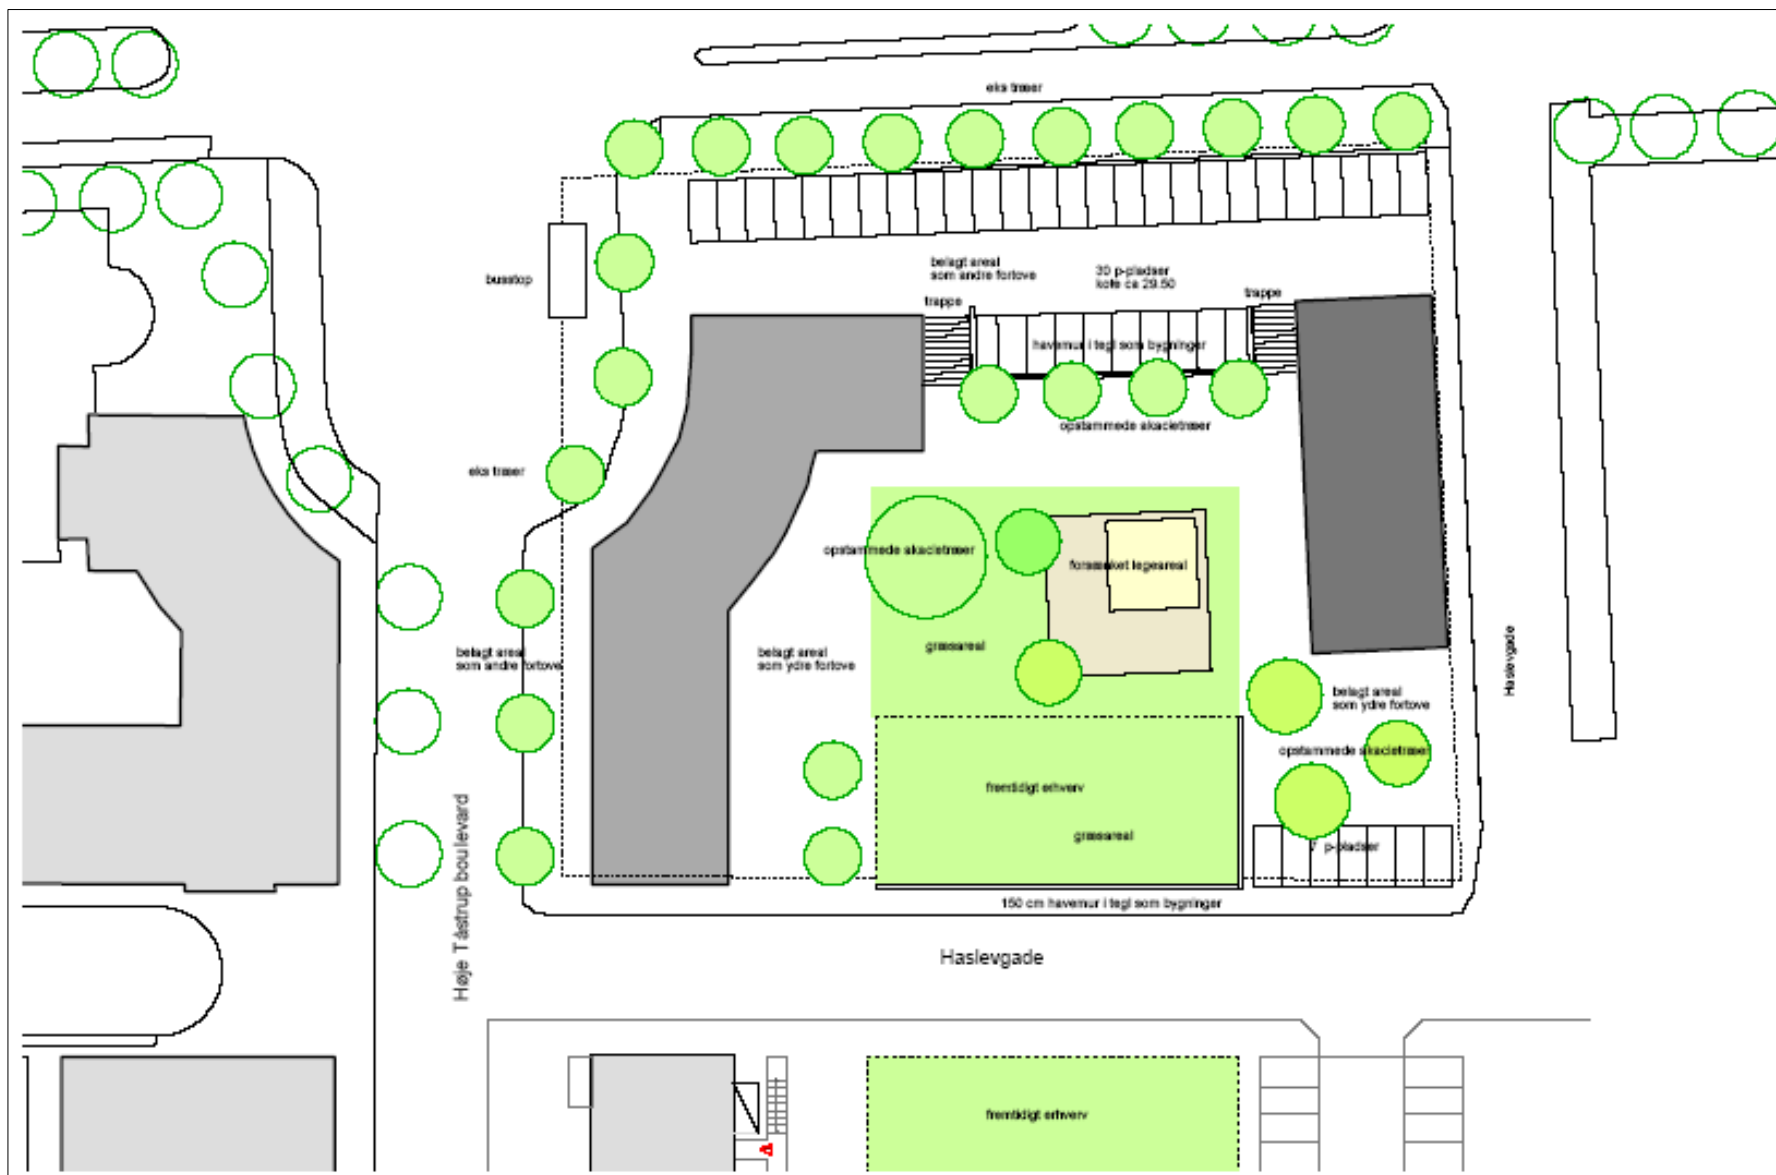 eks træer
busstop
belagt areal
som andre fortove
30 p-pladser
kote ca 29.50
trappe
trappe
havemur i tegl som bygninger
opstammede akacietræer
eks træer
opstammede akacietræer
forsænket legeareal
græsareal
belagt areal
som andre fortove
belagt areal
som ydre fortove
Haslevgade
belagt areal
som ydre fortove
opstammede akacietræer
fremtidigt erhverv
græsareal
7 p-pladser
Høje Tåstrup boulevard
150 cm havemur i tegl som bygninger
Haslevgade
fremtidigt erhverv